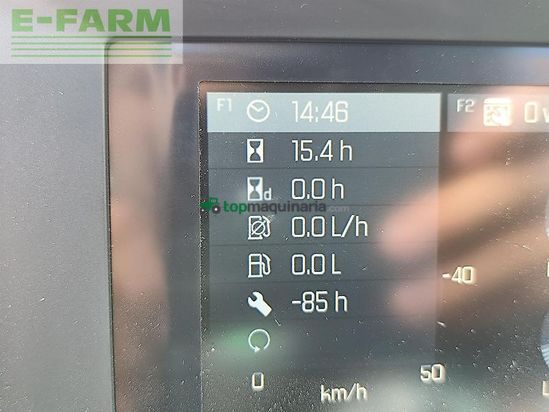 E-FARM
F1 14:46
F2
15.4 h
d 0.0 h
topmaquinaria.com
0.0 L/h
0.0 L
-40
-85 h
0
km/h
50